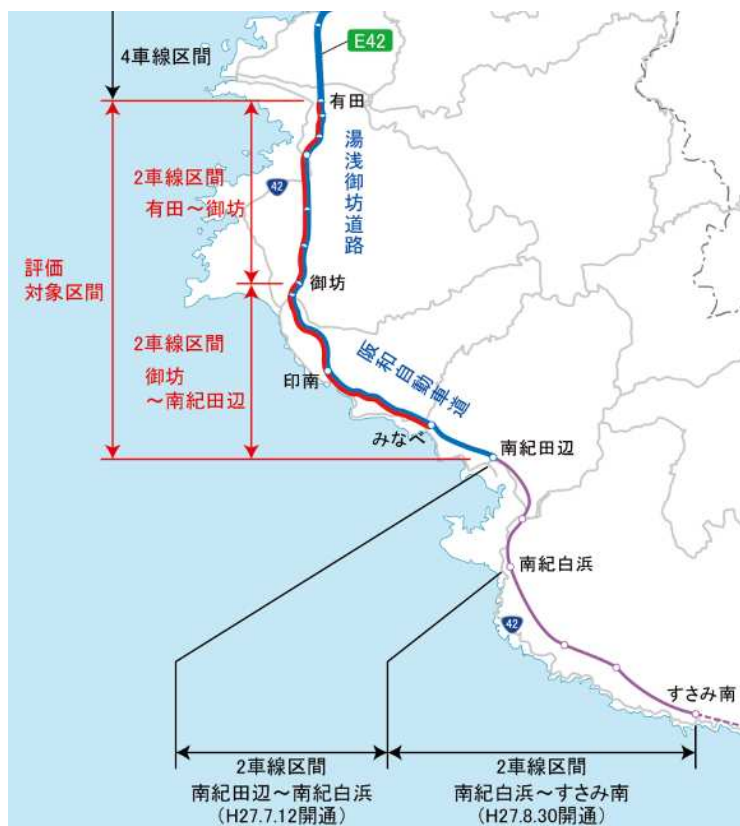 4車線区間
E42
有田
2車線区間
有田～御坊
42
湯浅御坊道路
評価
対象区間
御坊
2車線区間
御坊
～南紀田辺
阪和自動車道
印南
みなべ
南紀田辺
南紀白浜
42
すさみ南
2車線区間
南紀田辺～南紀白浜
（H27.7.12開通）
2車線区間
南紀白浜～すさみ南
（H27.8.30開通）